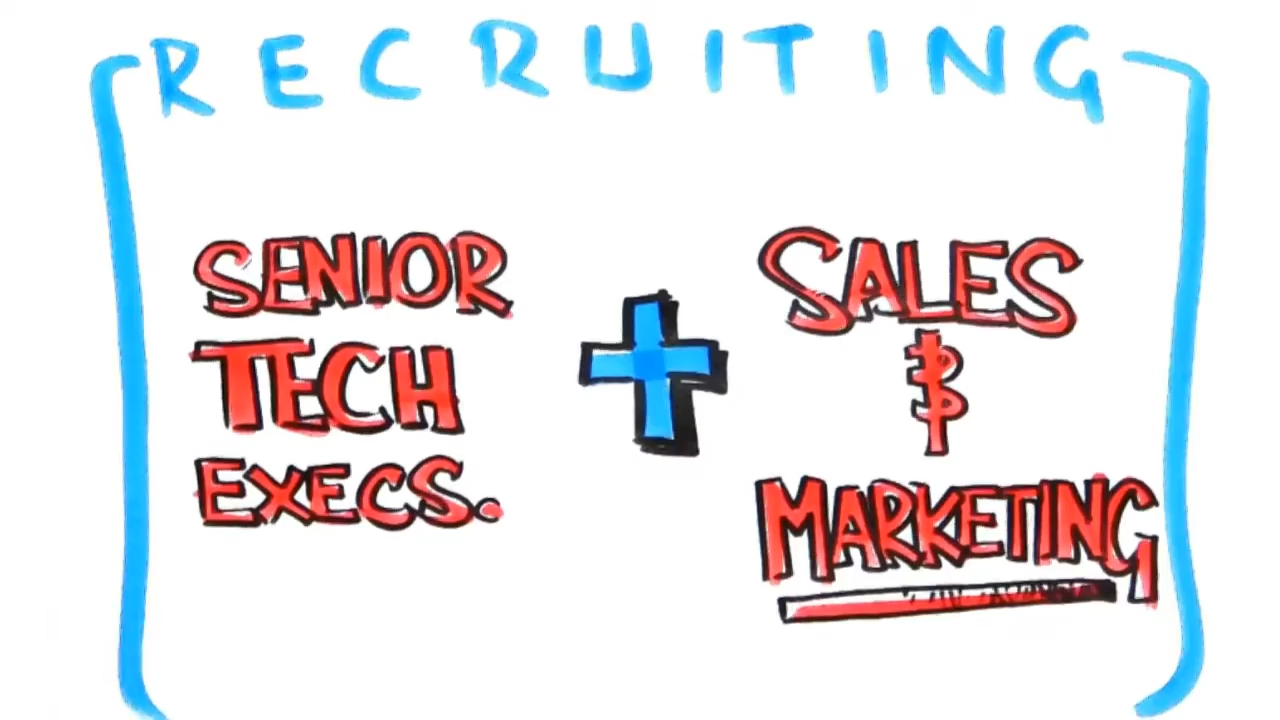 RECRUITING
SENIOR
TECH
EXECS.
+
SALES
&
MARKETING